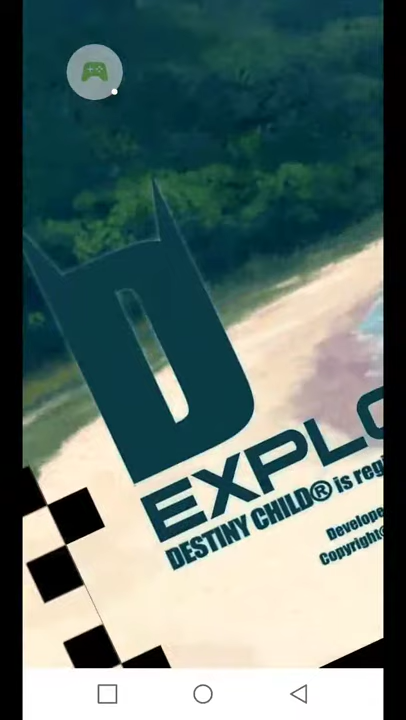 D
EXPLO
DESTINY CHILD® is reg
Develope
Copyright